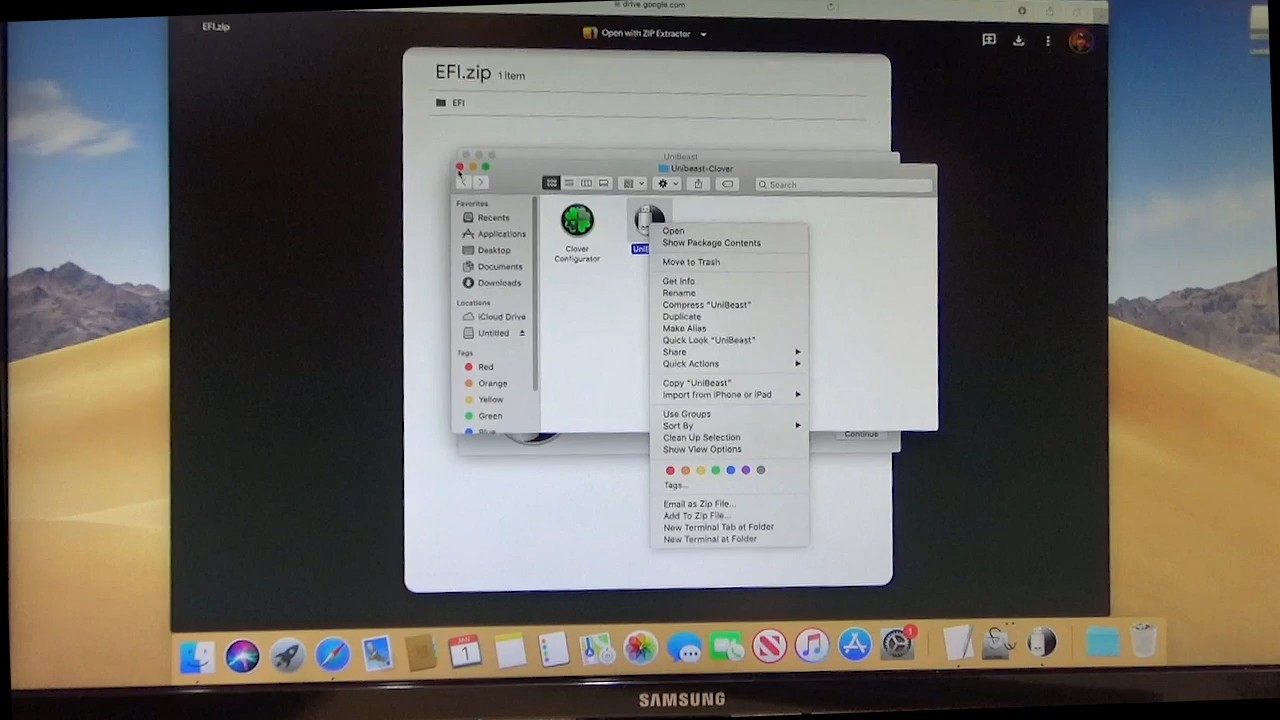 drive.google.com
EFI.zip
Open with ZIP Extractor
EFI.zip 1 item
EFI
UniBeast
Unibeast-Clover
Search
Favorites
Recents
Applications
Desktop
Documents
Downloads
Locations
iCloud Drive
Untitled
Tags
Red
Orange
Yellow
Green
Blue
Clover
Configurator
Open
Show Package Contents
Move to Trash
Get Info
Rename
Compress "UniBeast"
Duplicate
Make Alias
Quick Look "UniBeast"
Share
Quick Actions
Copy "UniBeast"
Import from iPhone or iPad
Use Groups
Sort By
Clean Up Selection
Show View Options
Tags...
Email as Zip File...
Add To Zip File...
New Terminal Tab at Folder
New Terminal at Folder
Continue
JAN
1
1
SAMSUNG